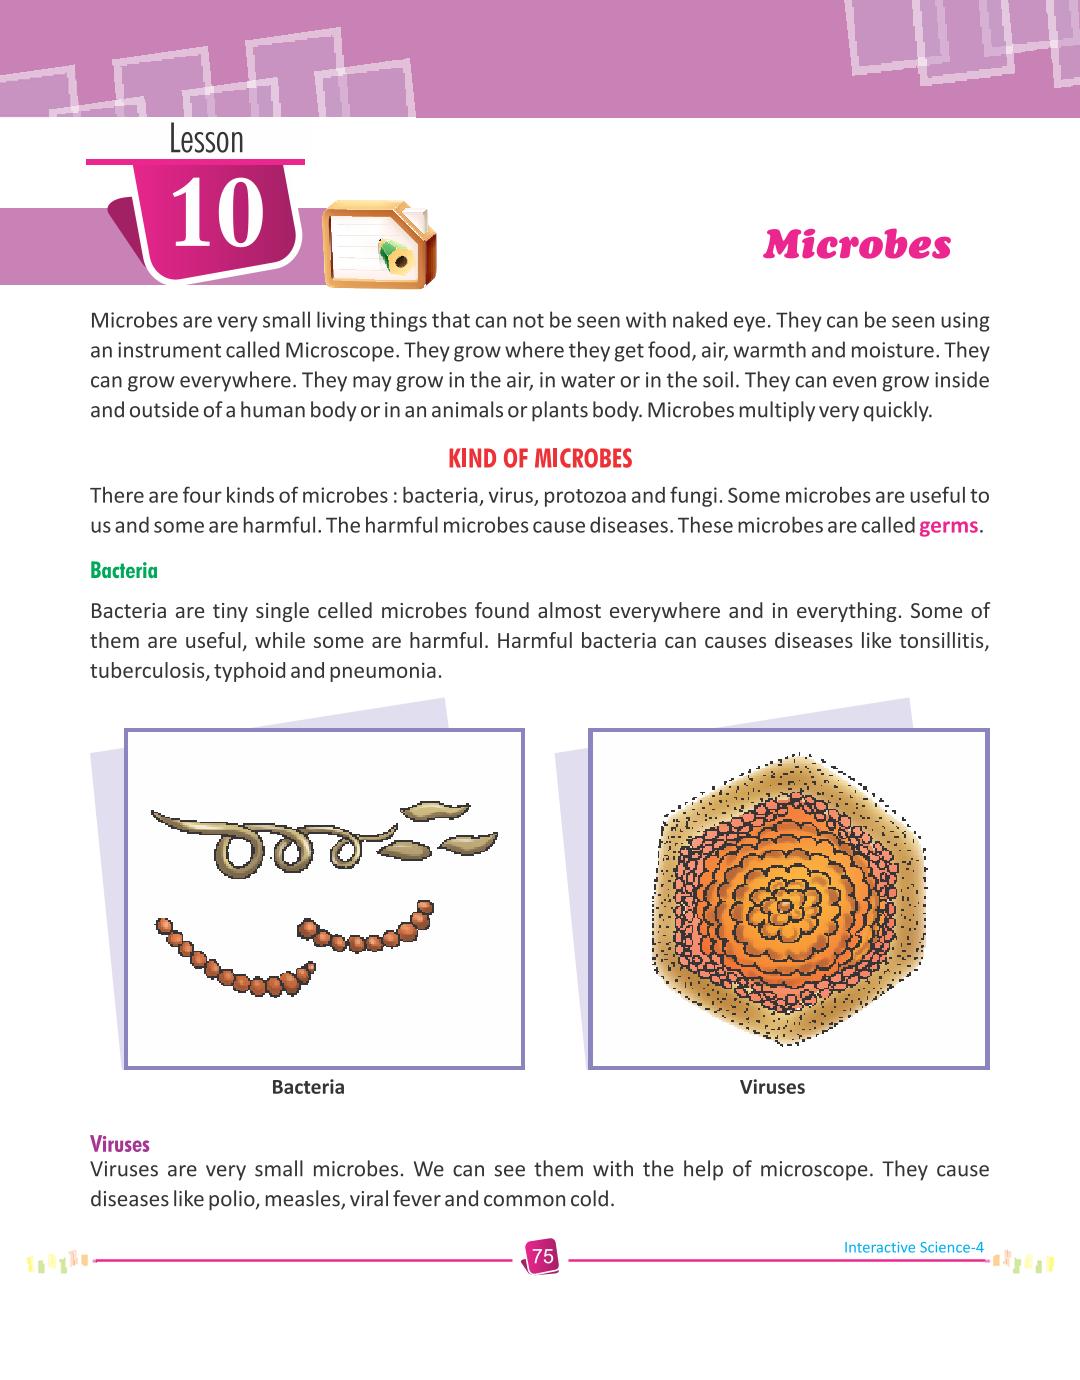 Lesson
10
Microbes
Microbes are very small living things that can not be seen with naked eye. They can be seen using
an instrument called Microscope. They grow where they get food, air, warmth and moisture. They
can grow everywhere. They may grow in the air, in water or in the soil. They can even grow inside
and outside of a human body or in an animals or plants body. Microbes multiply very quickly.
KIND OF MICROBES
There are four kinds of microbes : bacteria, virus, protozoa and fungi. Some microbes are useful to
us and some are harmful. The harmful microbes cause diseases. These microbes are called germs.
Bacteria
Bacteria are tiny single celled microbes found almost everywhere and in everything. Some of
them are useful, while some are harmful. Harmful bacteria can causes diseases like tonsillitis,
tuberculosis, typhoid and pneumonia.
Bacteria
Viruses
Viruses
Viruses are very small microbes. We can see them with the help of microscope. They cause
diseases like polio, measles, viral fever and common cold.
75
Interactive Science-4